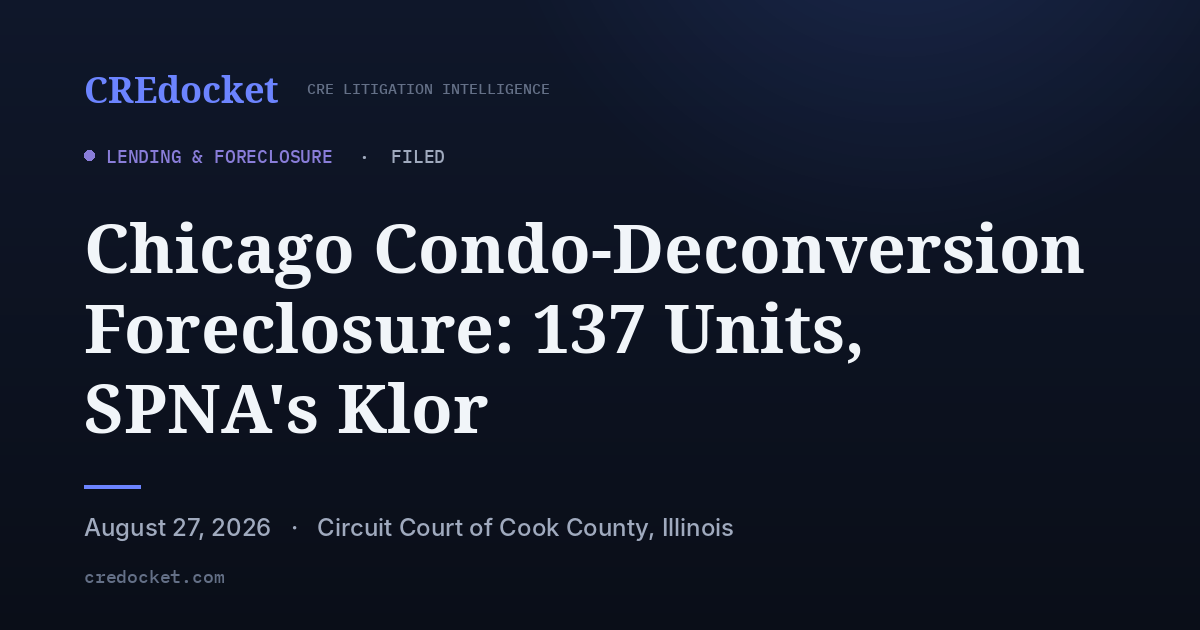 CREdocket CRE LITIGATION INTELLIGENCE
LENDING & FORECLOSURE · FILED
Chicago Condo-Deconversion
Foreclosure: 137 Units,
SPNA's Klor
August 27, 2026 · Circuit Court of Cook County, Illinois
credocket.com